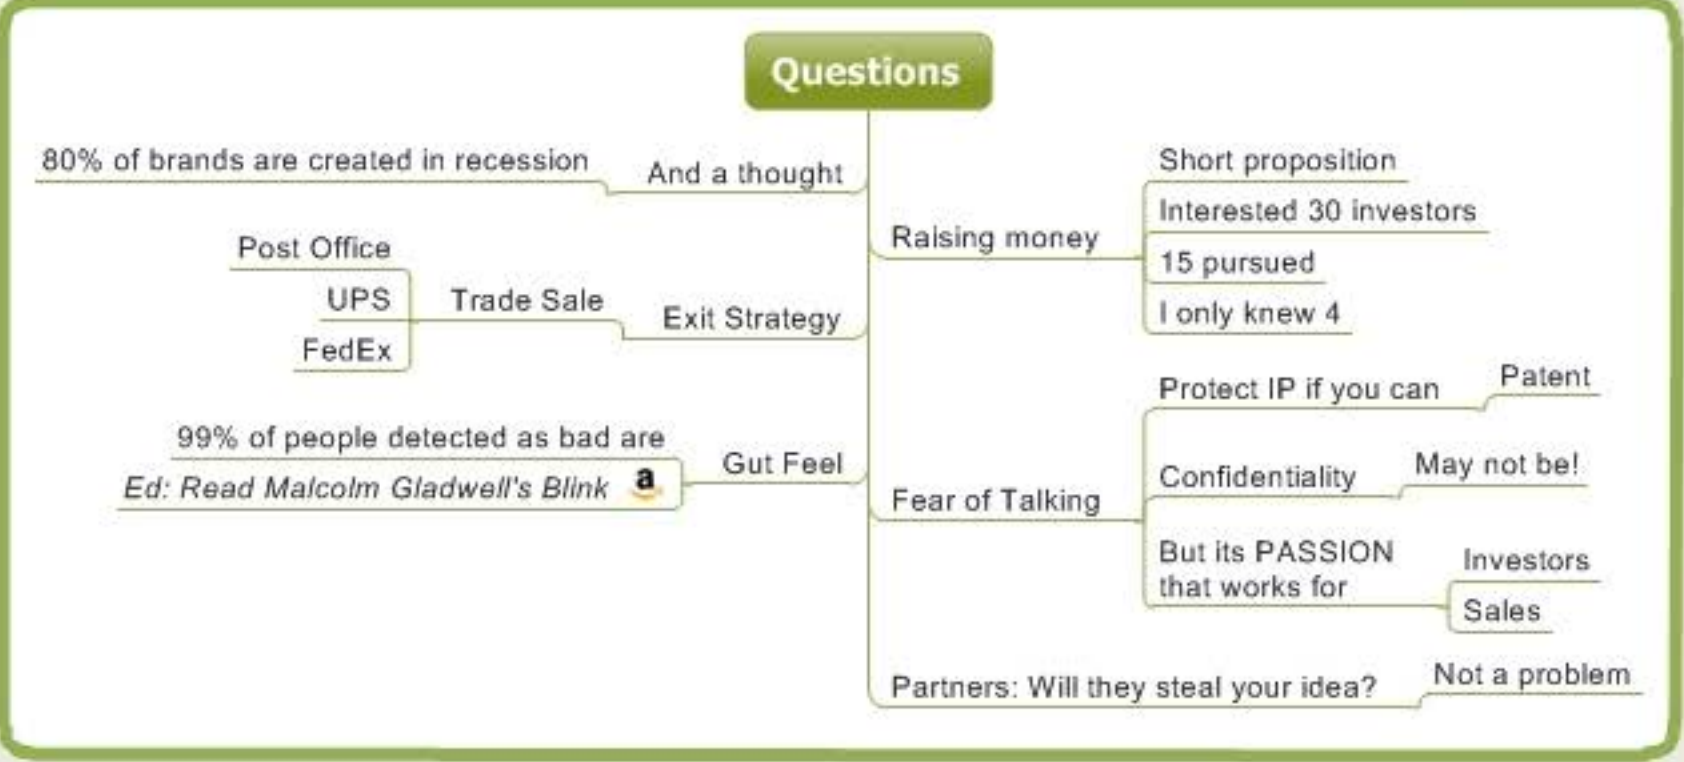 Questions
80% of brands are created in recession
And a thought
Post Office
UPS
FedEx
Trade Sale
Exit Strategy
99% of people detected as bad are
Ed: Read Malcolm Gladwell's Blink a
Gut Feel
Raising money
Short proposition
Interested 30 investors
15 pursued
I only knew 4
Fear of Talking
Protect IP if you can
Patent
Confidentiality
May not be!
But its PASSION
that works for
Investors
Sales
Partners: Will they steal your idea?
Not a problem